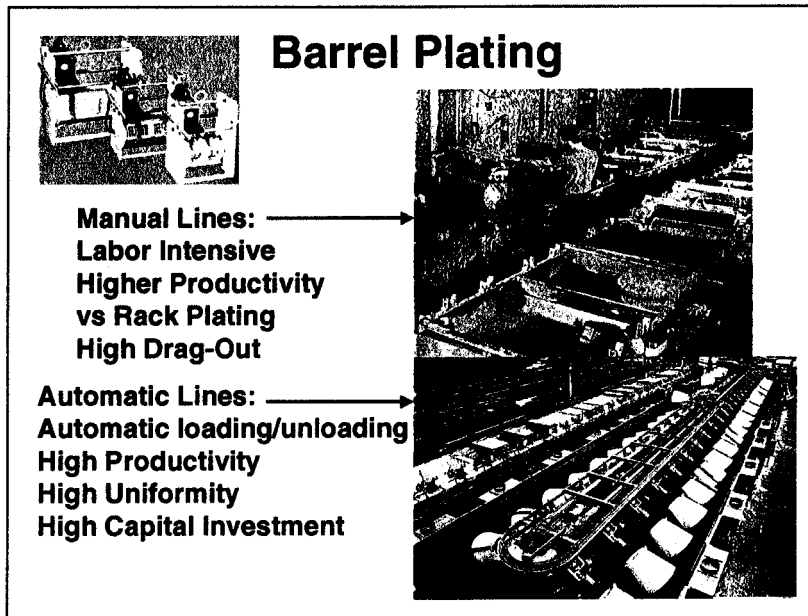 Barrel Plating
Manual Lines:
Labor Intensive
Higher Productivity
vs Rack Plating
High Drag-Out
Automatic Lines:
Automatic loading/unloading
High Productivity
High Uniformity
High Capital Investment